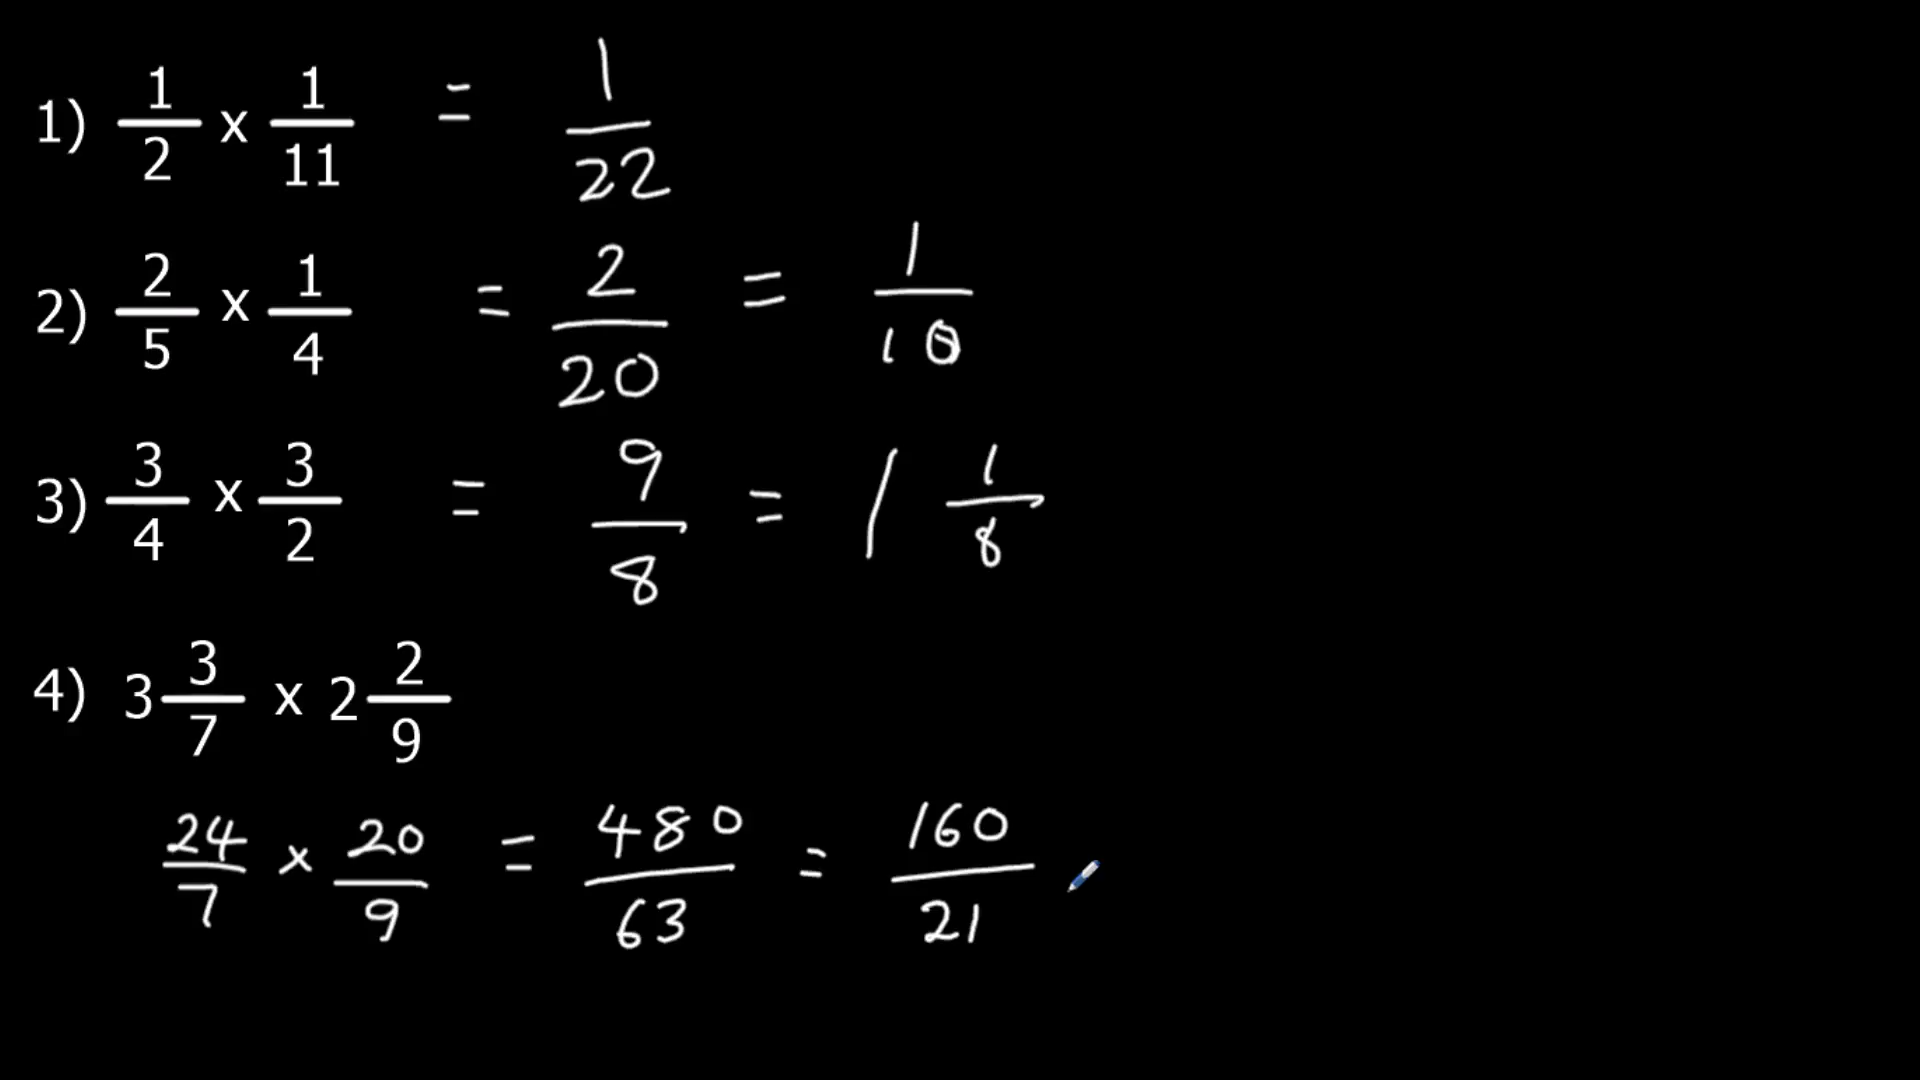 1) 1/2 x 1/11 = 1/22
2) 2/5 x 1/4 = 2/20 = 1/10
3) 3/4 x 3/2 = 9/8 = 1 1/8
4) 3 3/7 x 2 2/9
24/7 x 20/9 = 480/63 = 160/21